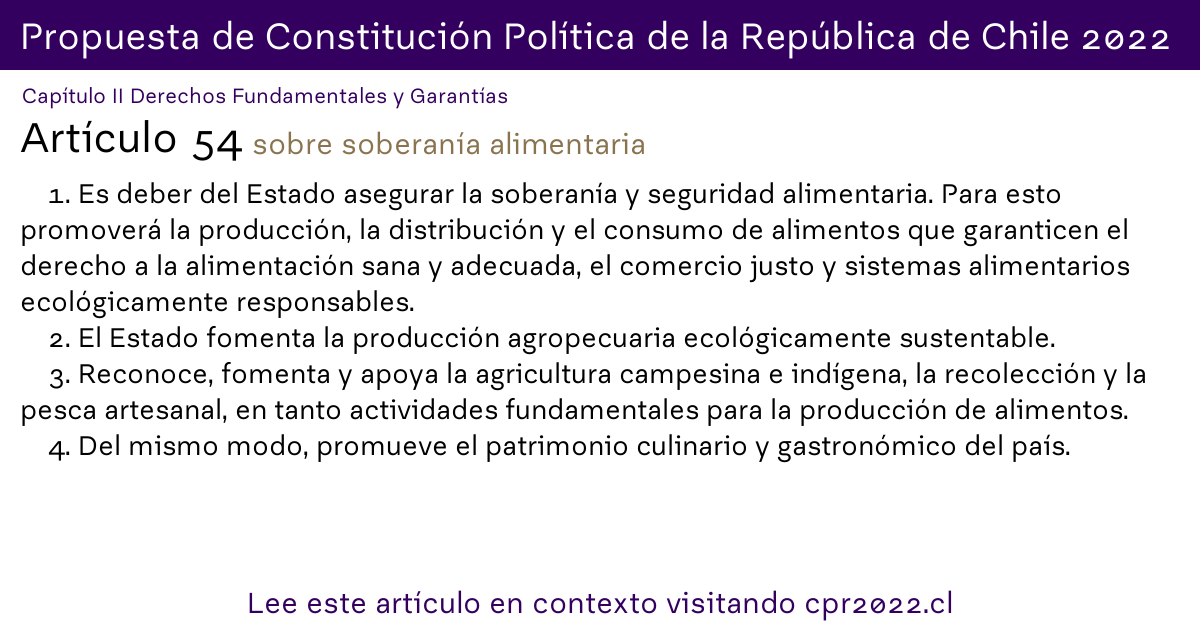 Propuesta de Constitución Política de la República de Chile 2022
Capítulo II Derechos Fundamentales y Garantías
Artículo 54 sobre soberanía alimentaria
1. Es deber del Estado asegurar la soberanía y seguridad alimentaria. Para esto
promoverá la producción, la distribución y el consumo de alimentos que garanticen el
derecho a la alimentación sana y adecuada, el comercio justo y sistemas alimentarios
ecológicamente responsables.
2. El Estado fomenta la producción agropecuaria ecológicamente sustentable.
3. Reconoce, fomenta y apoya la agricultura campesina e indígena, la recolección y la
pesca artesanal, en tanto actividades fundamentales para la producción de alimentos.
4. Del mismo modo, promueve el patrimonio culinario y gastronómico del país.
Lee este artículo en contexto visitando cpr2022.cl